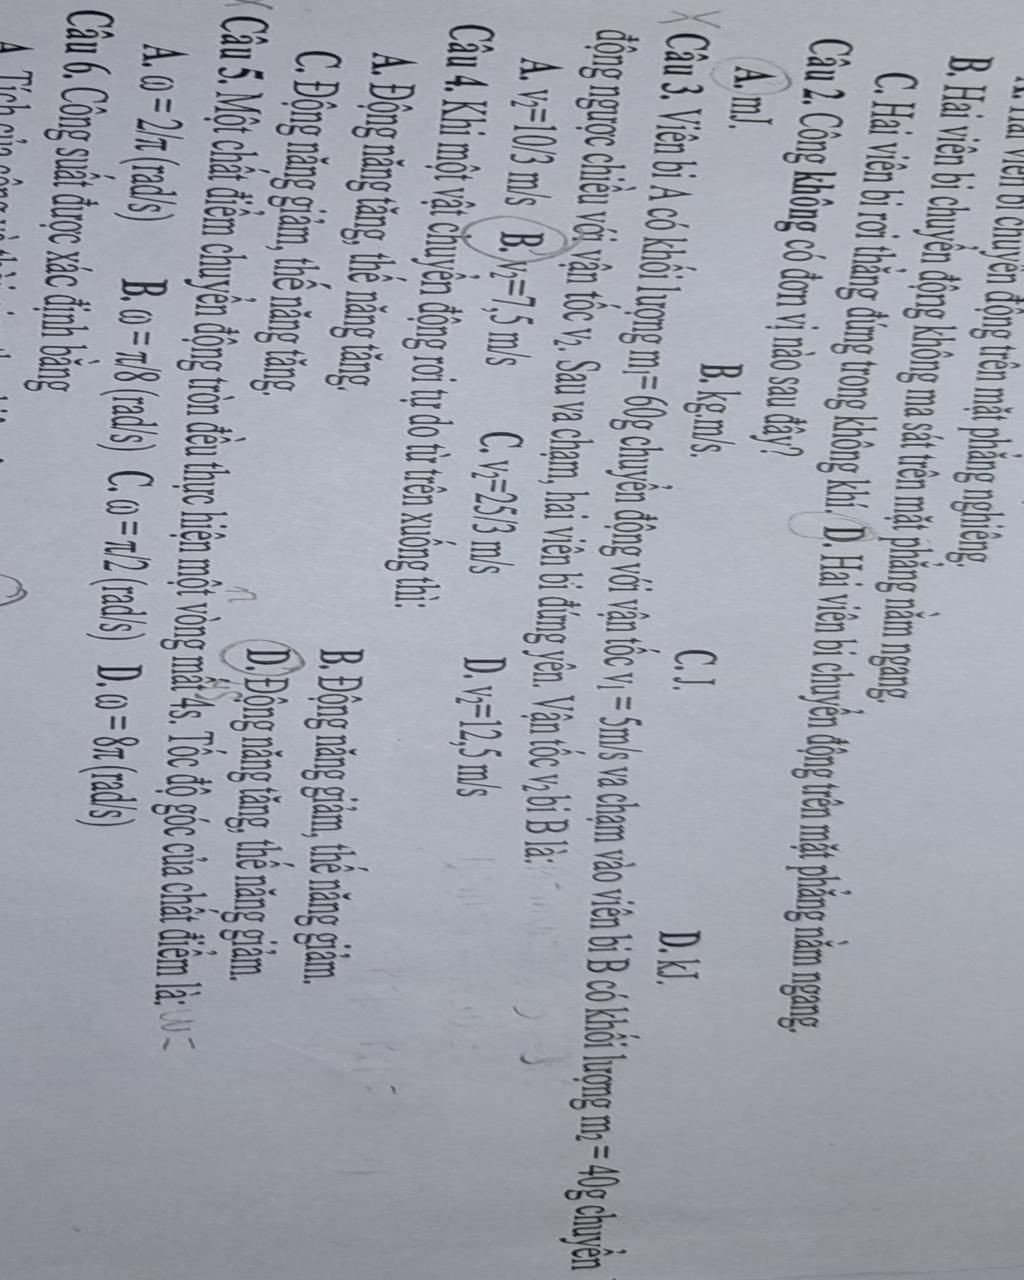 viên bi chuyển động trên mặt phẳng nghiêng.
B. Hai viên bi chuyển động không ma sát trên mặt phẳng nằm ngang.
C. Hai viên bi rơi thẳng đứng trong không khí. D. Hai viên bi chuyển động trên mặt phẳng nằm ngang.
Câu 2. Công không có đơn vị nào sau đây?
A. mJ. B. kg.m/s. C. J. D. kJ.
Câu 3. Viên bi A có khối lượng m₁= 60g chuyển động với vận tốc v₁ = 5m/s va chạm vào viên bi B có khối lượng m₂ = 40g chuyển
động ngược chiều với vận tốc v₂. Sau va chạm, hai viên bi đứng yên. Vận tốc v₂ bi B là:
A. v₂=10/3 m/s B. v₂=7,5 m/s C. v₂=25/3 m/s D. v₂=12,5 m/s
Câu 4. Khi một vật chuyển động rơi tự do từ trên xuống thì:
A. Động năng tăng, thế năng tăng. B. Động năng giảm, thế năng giảm.
C. Động năng giảm, thế năng tăng. D. Động năng tăng, thế năng giảm.
Câu 5. Một chất điểm chuyển động tròn đều thực hiện một vòng mất 4s. Tốc độ góc của chất điểm là: ω =
A. ω = 2/π (rad/s) B. ω = π/8 (rad/s) C. ω = π/2 (rad/s) D. ω = 8π (rad/s)
Câu 6. Công suất được xác định bằng
A. Tích của công và